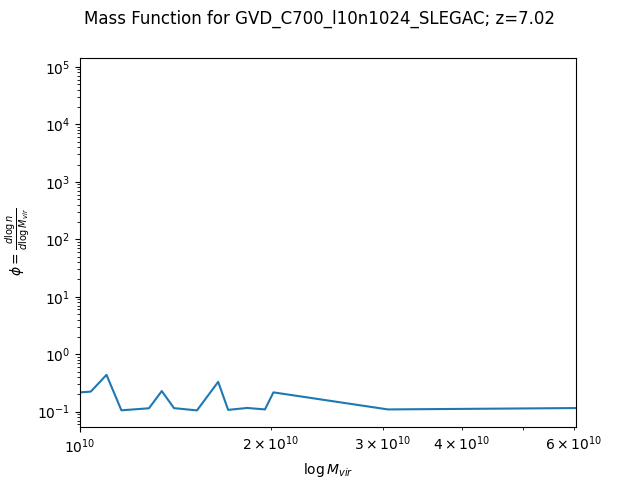 Mass Function for GVD_C700_l10n1024_SLEGAC; z=7.02
10⁵
10⁴
10³
10²
10¹
10⁰
10⁻¹
ϕ = d log n / d log M_vir
10¹⁰
2 × 10¹⁰
3 × 10¹⁰
4 × 10¹⁰
6 × 10¹⁰
log M_vir